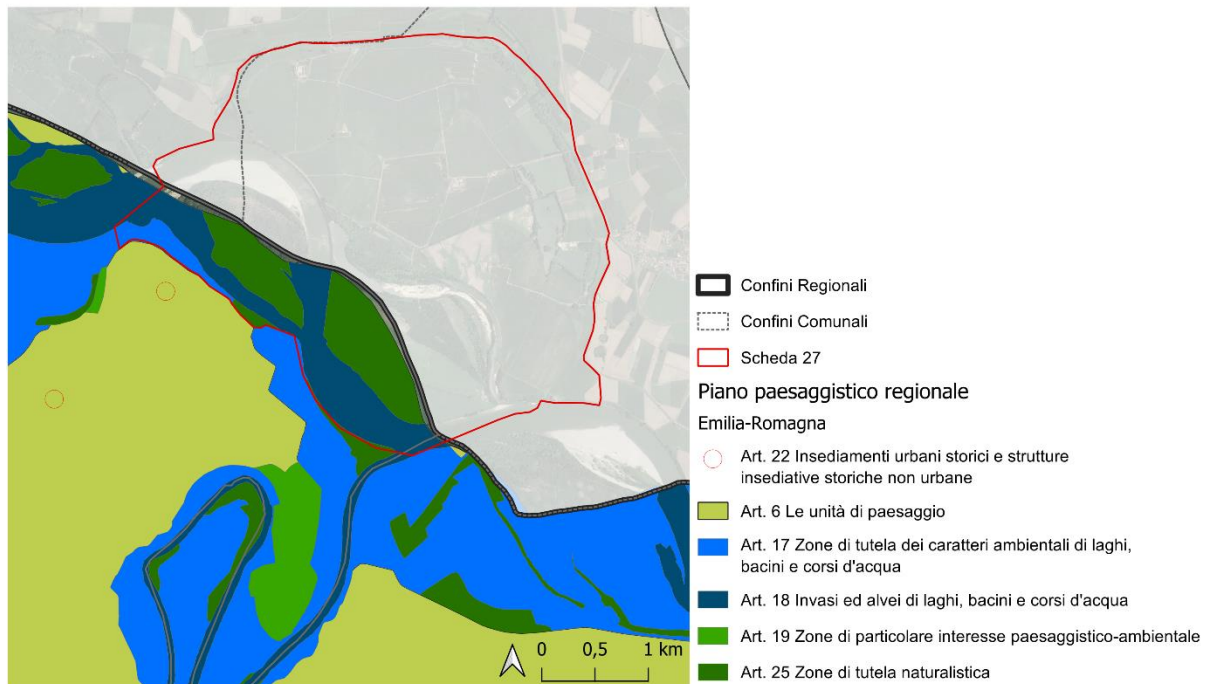 Confini Regionali
Confini Comunali
Scheda 27
Piano paesaggistico regionale
Emilia-Romagna
Art. 22 Insediamenti urbani storici e strutture
insediative storiche non urbane
Art. 6 Le unità di paesaggio
Art. 17 Zone di tutela dei caratteri ambientali di laghi,
bacini e corsi d'acqua
Art. 18 Invasi ed alvei di laghi, bacini e corsi d'acqua
Art. 19 Zone di particolare interesse paesaggistico-ambientale
Art. 25 Zone di tutela naturalistica
0 0,5 1 km